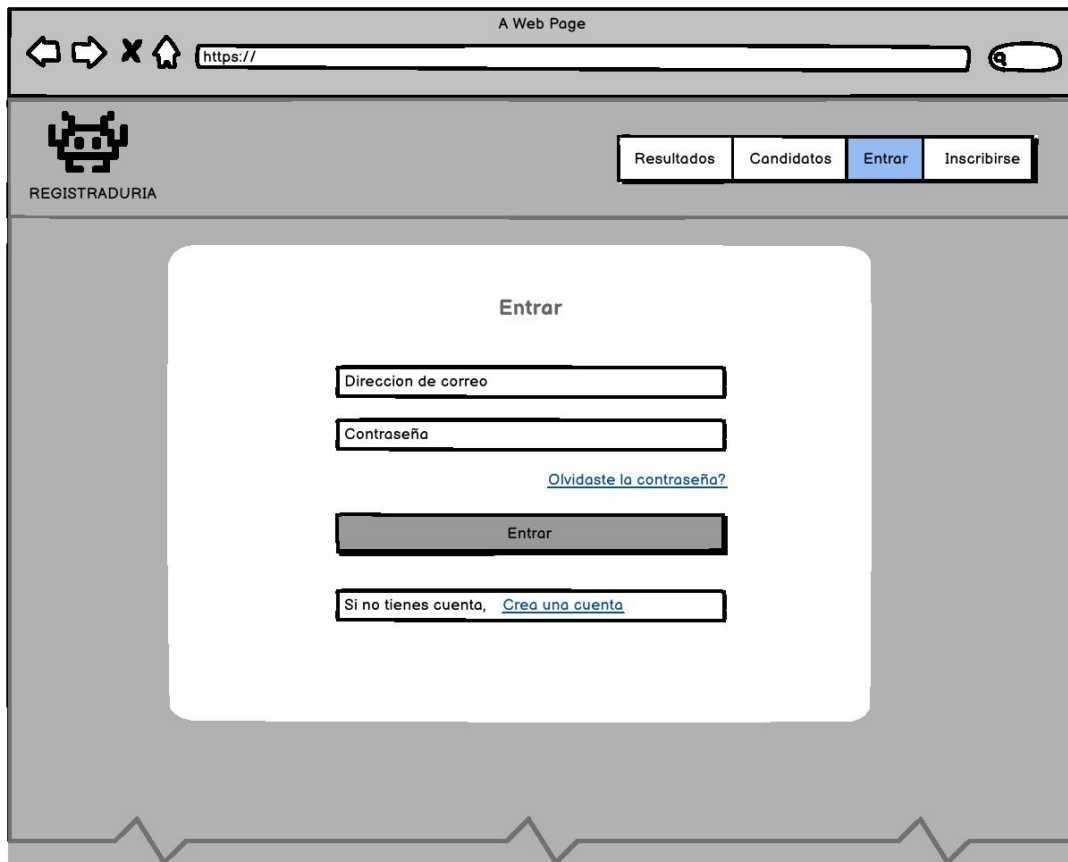 A Web Page
https://
REGISTRADURIA
Resultados Candidatos Entrar Inscribirse
Entrar
Direccion de correo
Contraseña
Olvidaste la contraseña?
Entrar
Si no tienes cuenta, Crea una cuenta